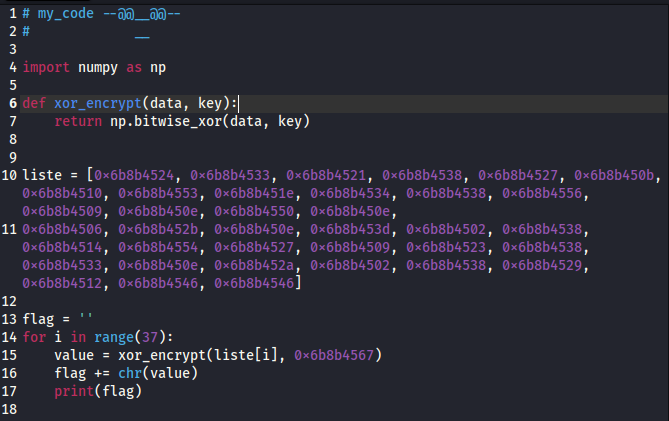 1 # my_code --@@__@@--
2 #             __
3
4 import numpy as np
5
6 def xor_encrypt(data, key):
7     return np.bitwise_xor(data, key)
8
9
10 liste = [0×6b8b4524, 0×6b8b4533, 0×6b8b4521, 0×6b8b4538, 0×6b8b4527, 0×6b8b450b,
0×6b8b4510, 0×6b8b4553, 0×6b8b451e, 0×6b8b4534, 0×6b8b4538, 0×6b8b4556,
0×6b8b4509, 0×6b8b450e, 0×6b8b4550, 0×6b8b450e,
11 0×6b8b4506, 0×6b8b452b, 0×6b8b450e, 0×6b8b453d, 0×6b8b4502, 0×6b8b4538,
0×6b8b4514, 0×6b8b4554, 0×6b8b4527, 0×6b8b4509, 0×6b8b4523, 0×6b8b4538,
0×6b8b4533, 0×6b8b450e, 0×6b8b452a, 0×6b8b4502, 0×6b8b4538, 0×6b8b4529,
0×6b8b4512, 0×6b8b4546, 0×6b8b4546]
12
13 flag = ''
14 for i in range(37):
15     value = xor_encrypt(liste[i], 0×6b8b4567)
16     flag += chr(value)
17     print(flag)
18